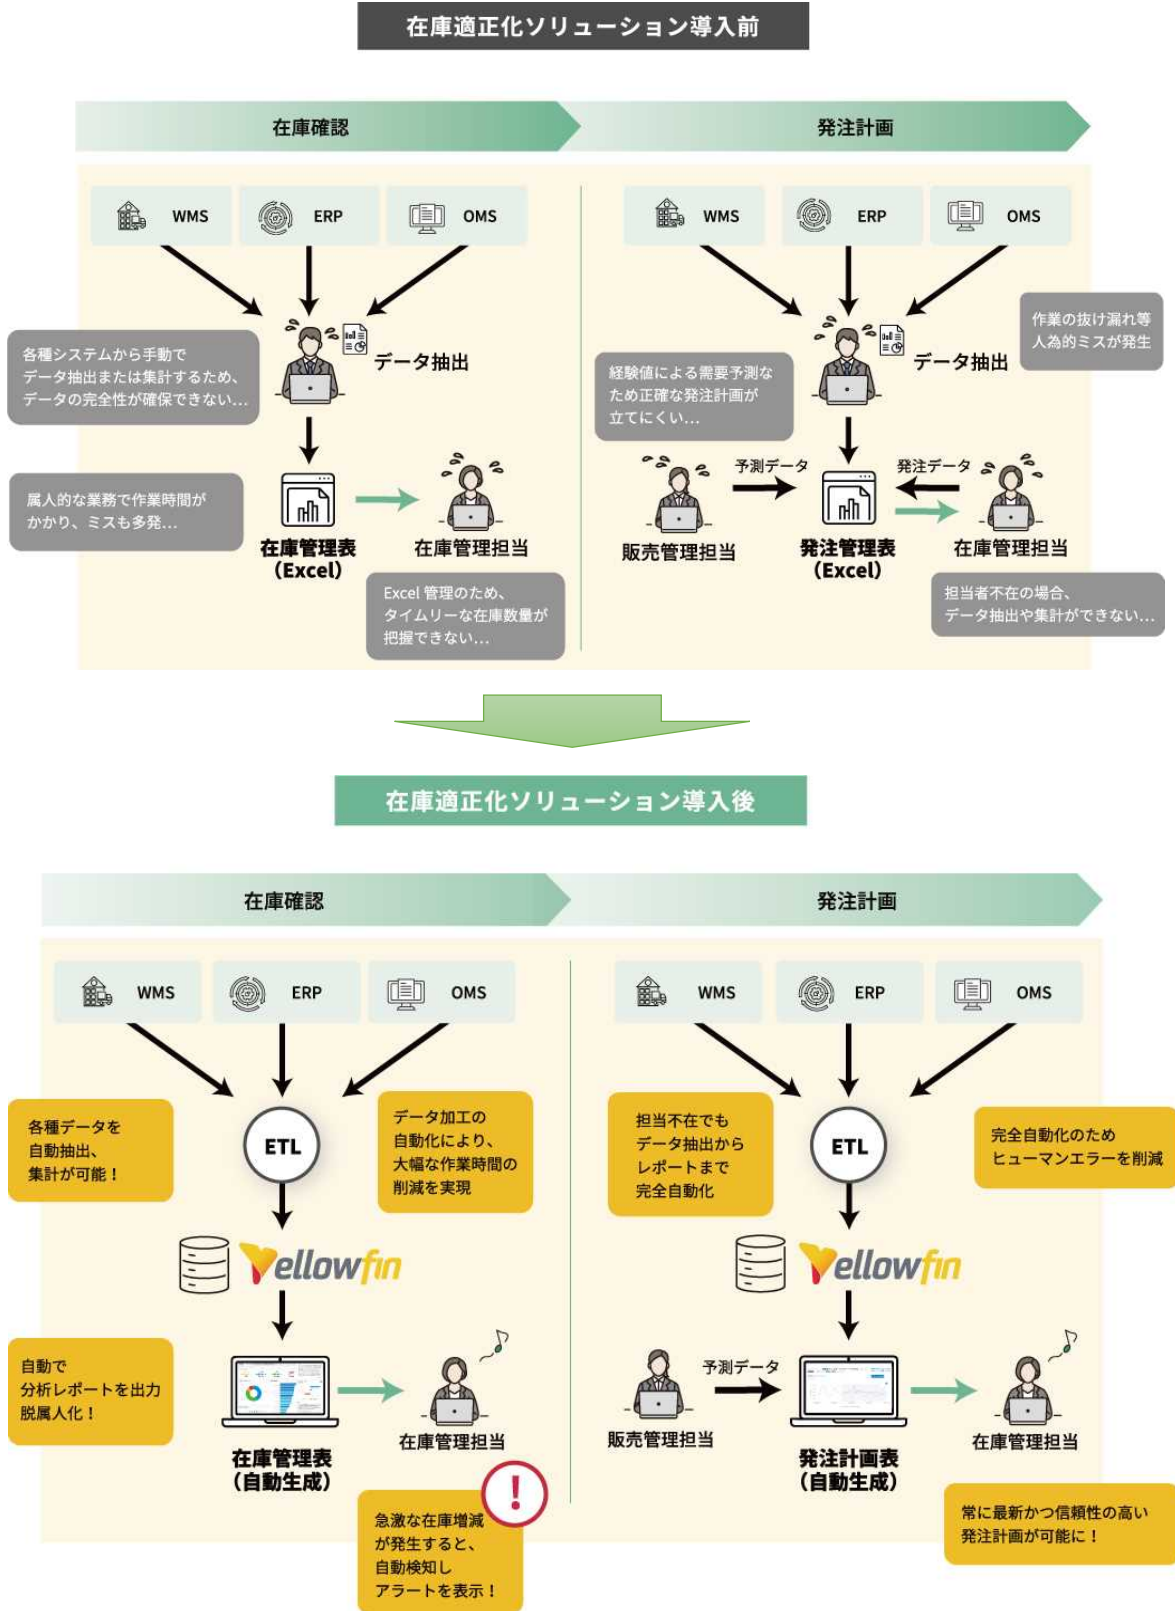 在庫適正化ソリューション導入前
在庫確認
発注計画
WMS
ERP
OMS
WMS
ERP
OMS
各種システムから手動で
データ抽出または集計するため、
データの完全性が確保できない…
データ抽出
経験値による需要予測な
ため正確な発注計画が
立てにくい…
データ抽出
作業の抜け漏れ等
人為的ミスが発生
属人的な業務で作業時間が
かかり、ミスも多発…
在庫管理表
（Excel）
在庫管理担当
Excel 管理のため、
タイムリーな在庫数量が
把握できない…
販売管理担当
予測データ
発注データ
発注管理表
（Excel）
在庫管理担当
担当者不在の場合、
データ抽出や集計ができない…
在庫適正化ソリューション導入後
在庫確認
発注計画
WMS
ERP
OMS
WMS
ERP
OMS
各種データを
自動抽出、
集計が可能！
ETL
データ加工の
自動化により、
大幅な作業時間の
削減を実現
担当不在でも
データ抽出から
レポートまで
完全自動化
ETL
完全自動化のため
ヒューマンエラーを削減
Yellowfin
Yellowfin
自動で
分析レポートを出力
脱属人化！
在庫管理表
（自動生成）
在庫管理担当
!
急激な在庫増減
が発生すると、
自動検知し
アラートを表示！
販売管理担当
予測データ
発注計画表
（自動生成）
在庫管理担当
常に最新かつ信頼性の高い
発注計画が可能に！